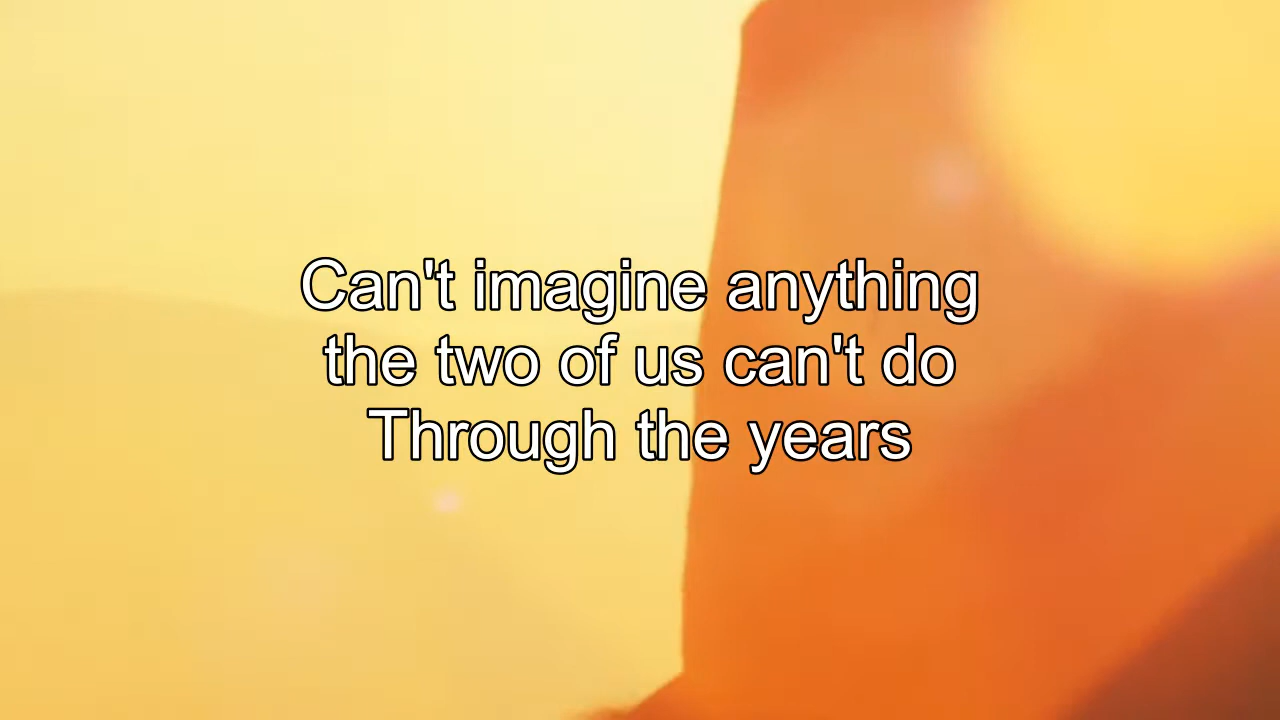 Can't imagine anything
the two of us can't do
Through the years